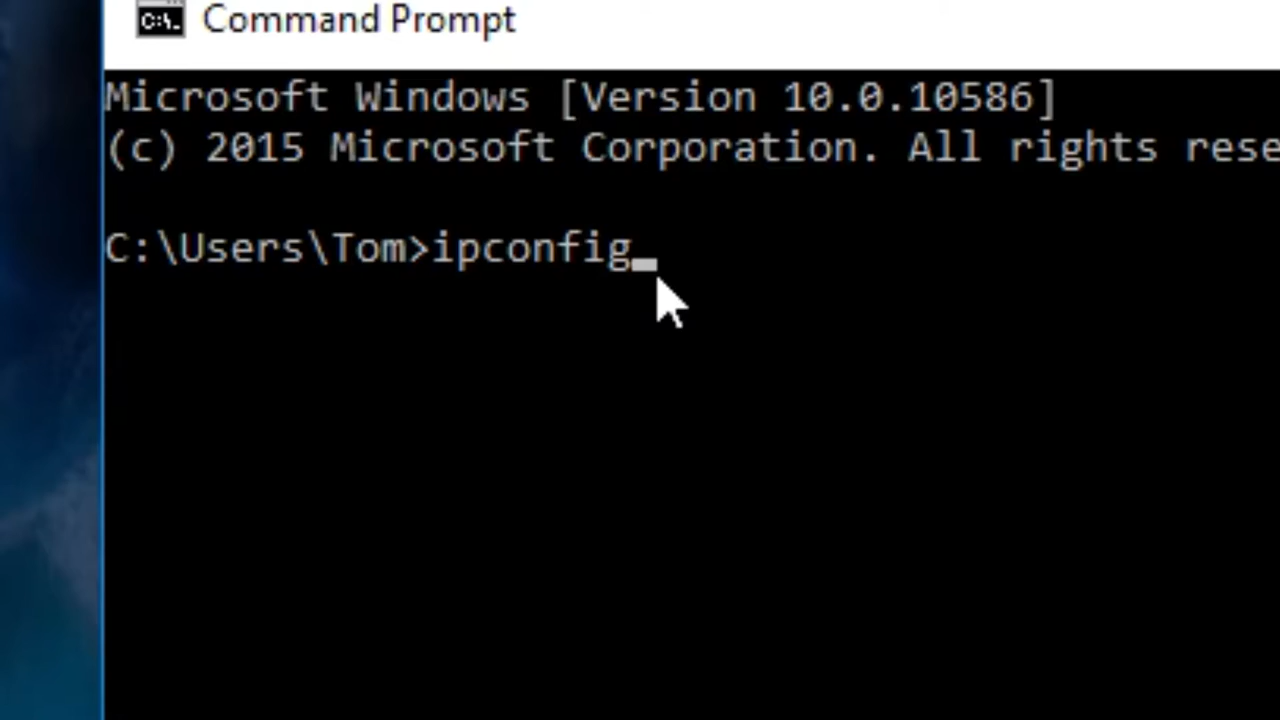 C:\.
Command Prompt
Microsoft Windows [Version 10.0.10586]
(c) 2015 Microsoft Corporation. All rights rese
C:\Users\Tom>ipconfig